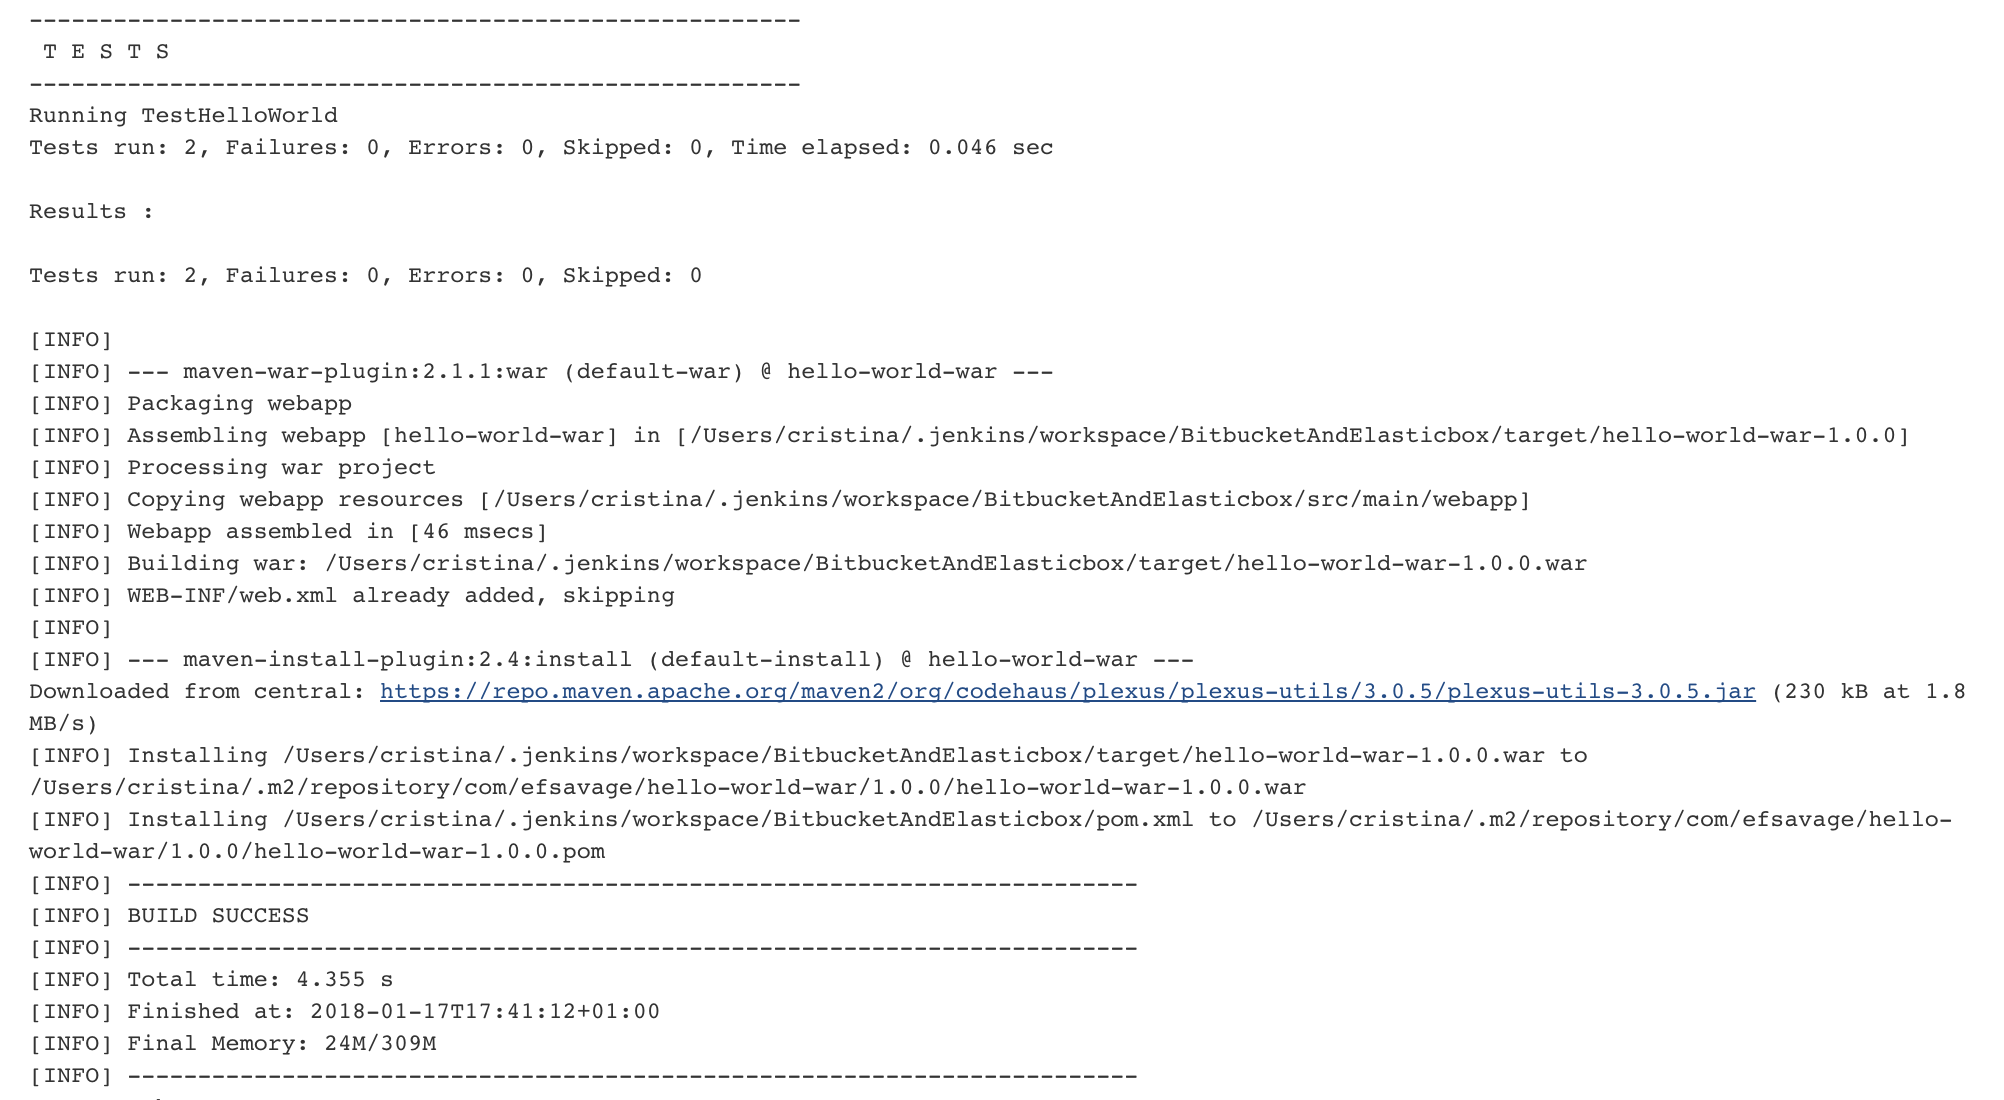 -------------------------------------------------------
T E S T S
-------------------------------------------------------
Running TestHelloWorld
Tests run: 2, Failures: 0, Errors: 0, Skipped: 0, Time elapsed: 0.046 sec
Results :
Tests run: 2, Failures: 0, Errors: 0, Skipped: 0
[INFO]
[INFO] --- maven-war-plugin:2.1.1:war (default-war) @ hello-world-war ---
[INFO] Packaging webapp
[INFO] Assembling webapp [hello-world-war] in [/Users/cristina/.jenkins/workspace/BitbucketAndElasticbox/target/hello-world-war-1.0.0]
[INFO] Processing war project
[INFO] Copying webapp resources [/Users/cristina/.jenkins/workspace/BitbucketAndElasticbox/src/main/webapp]
[INFO] Webapp assembled in [46 msecs]
[INFO] Building war: /Users/cristina/.jenkins/workspace/BitbucketAndElasticbox/target/hello-world-war-1.0.0.war
[INFO] WEB-INF/web.xml already added, skipping
[INFO]
[INFO] --- maven-install-plugin:2.4:install (default-install) @ hello-world-war ---
Downloaded from central: https://repo.maven.apache.org/maven2/org/codehaus/plexus/plexus-utils/3.0.5/plexus-utils-3.0.5.jar (230 kB at 1.8
MB/s)
[INFO] Installing /Users/cristina/.jenkins/workspace/BitbucketAndElasticbox/target/hello-world-war-1.0.0.war to
/Users/cristina/.m2/repository/com/efsavage/hello-world-war/1.0.0/hello-world-war-1.0.0.war
[INFO] Installing /Users/cristina/.jenkins/workspace/BitbucketAndElasticbox/pom.xml to /Users/cristina/.m2/repository/com/efsavage/hello-
world-war/1.0.0/hello-world-war-1.0.0.pom
[INFO] ------------------------------------------------------------------------
[INFO] BUILD SUCCESS
[INFO] ------------------------------------------------------------------------
[INFO] Total time: 4.355 s
[INFO] Finished at: 2018-01-17T17:41:12+01:00
[INFO] Final Memory: 24M/309M
[INFO] ------------------------------------------------------------------------